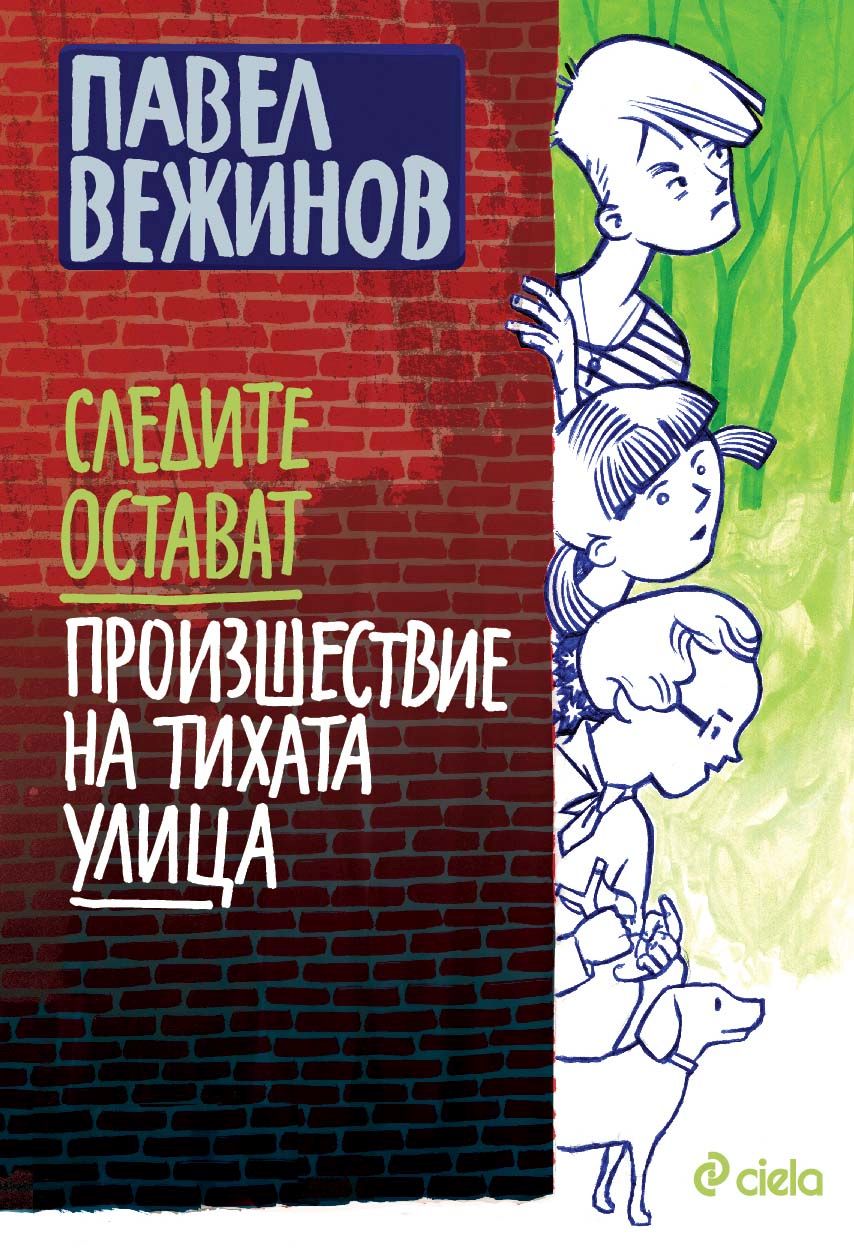 ПАВЕЛ
ВЕЖИНОВ
СЛЕДИТЕ
ОСТАВАТ
ПРОИЗШЕСТВИЕ
НА ТИХАТА
УЛИЦА
ciela